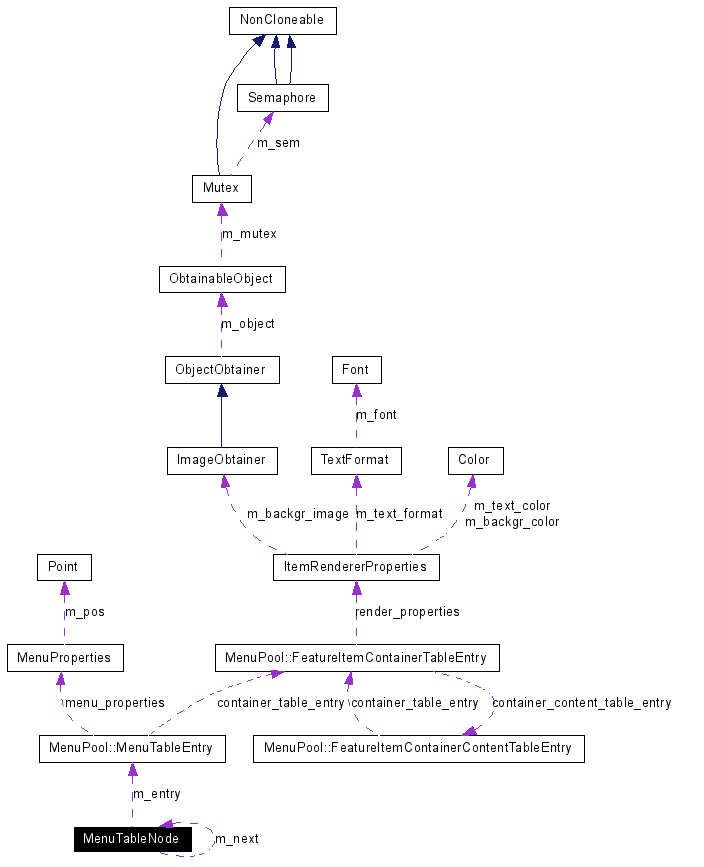 NonCloneable
Semaphore
m_sem
Mutex
m_mutex
ObtainableObject
m_object
ObjectObtainer
Font
m_font
ImageObtainer
TextFormat
Color
m_backgr_image
m_text_format
m_text_color
m_backgr_color
Point
ItemRendererProperties
m_pos
render_properties
MenuProperties
MenuPool::FeatureItemContainerTableEntry
menu_properties
container_table_entry
container_table_entry
container_content_table_entry
MenuPool::MenuTableEntry
MenuPool::FeatureItemContainerContentTableEntry
m_entry
MenuTableNode
m_next